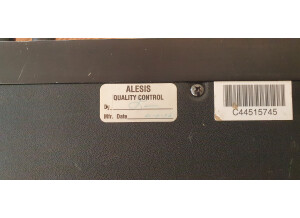 ALESIS
QUALITY CONTROL
By
Mfr. Date
C44515745